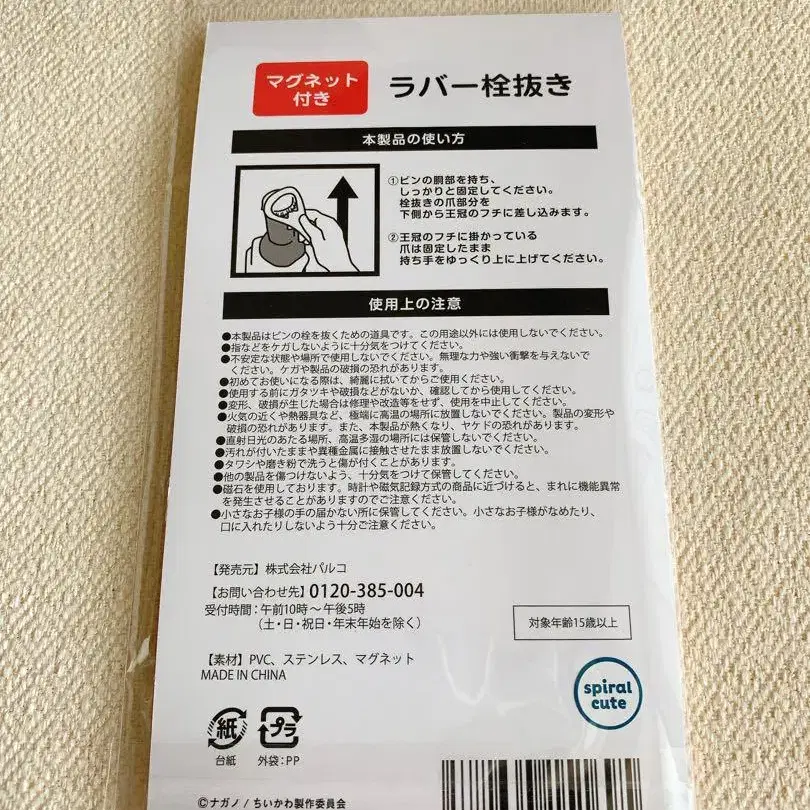 マグネット
付き
ラバー栓抜き
本製品の使い方
①ビンの胴部を持ち、
しっかりと固定してください。
栓抜きの爪部分を
下側から王冠のフチに差し込みます。
②王冠のフチに掛かっている
爪は固定したまま
持ち手をゆっくり上に上げてください。
使用上の注意
●本製品はビンの栓を抜くための道具です。この用途以外には使用しないでください。
●指などをケガしないように十分気をつけてください。
●不安定な状態や場所で使用しないでください。無理な力や強い衝撃を与えないで
ください。ケガや製品の破損の恐れがあります。
●初めてお使いになる際は、綺麗に拭いてからご使用ください。
●使用する前にガタツキや破損などがないか、確認してから使用してください。
●変形、破損が生じた場合は修理や改造等をせず、使用を中止してください。
●火気の近くや熱器具など、極端に高温の場所に放置しないでください。製品の変形や
破損の恐れがあります。また、本製品が熱くなり、ヤケドの恐れがあります。
●直射日光のあたる場所、高温多湿の場所には保管しないでください。
●汚れが付いたままや異種金属に接触させたまま放置しないでください。
●タワシや磨き粉で洗うと傷が付くことがあります。
●他の製品を傷つけないよう、十分気をつけて保管してください。
●磁石を使用しております。時計や磁気記録方式の商品に近づけると、まれに機能異常
を発生させることがありますのでご注意ください。
●小さなお子様の手の届かない所に保管してください。小さなお子様がなめたり、
口に入れたりしないよう十分ご注意ください。
【発売元】株式会社パルコ
【お問い合わせ先】0120-385-004
受付時間：午前10時〜午後5時
（土・日・祝日・年末年始を除く）
対象年齢15歳以上
【素材】PVC、ステンレス、マグネット
MADE IN CHINA
spiral
cute
紙
プラ
台紙
外袋：PP
©ナガノ / ちいかわ製作委員会